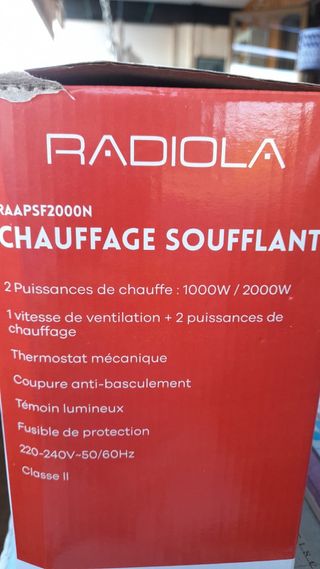 RADIOLA
RAAPSF2000N
CHAUFFAGE SOUFFLANT
2 Puissances de chauffe : 1000W / 2000W
1 vitesse de ventilation + 2 puissances de
chauffage
Thermostat mécanique
Coupure anti-basculement
Témoin lumineux
Fusible de protection
220-240V~50/60Hz
Classe II